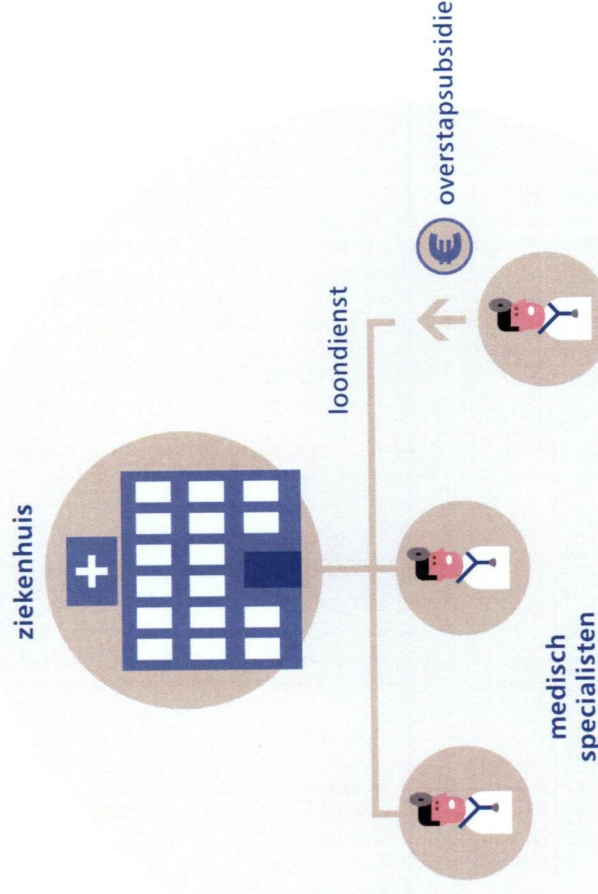 ziekenhuis
loondienst
€ overstapsubsidie
medisch
specialisten